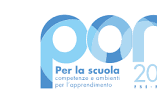 pon
Per la scuola
competenze e ambienti
per l'apprendimento
20